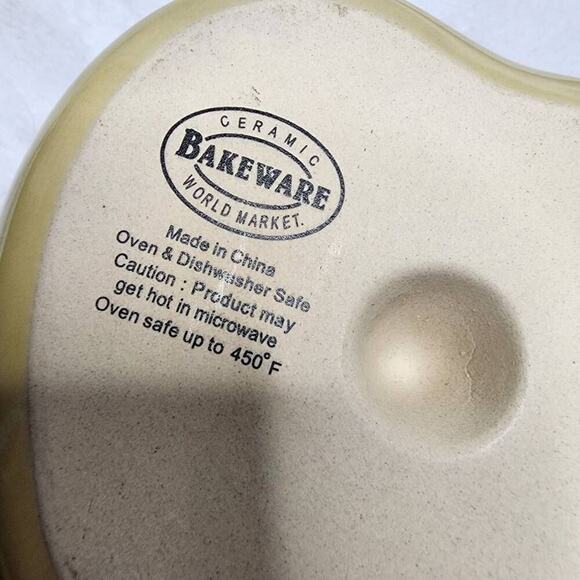 CERAMIC
BAKEWARE
WORLD MARKET.
Made in China
Oven & Dishwasher Safe
Caution : Product may
get hot in microwave
Oven safe up to 450°F